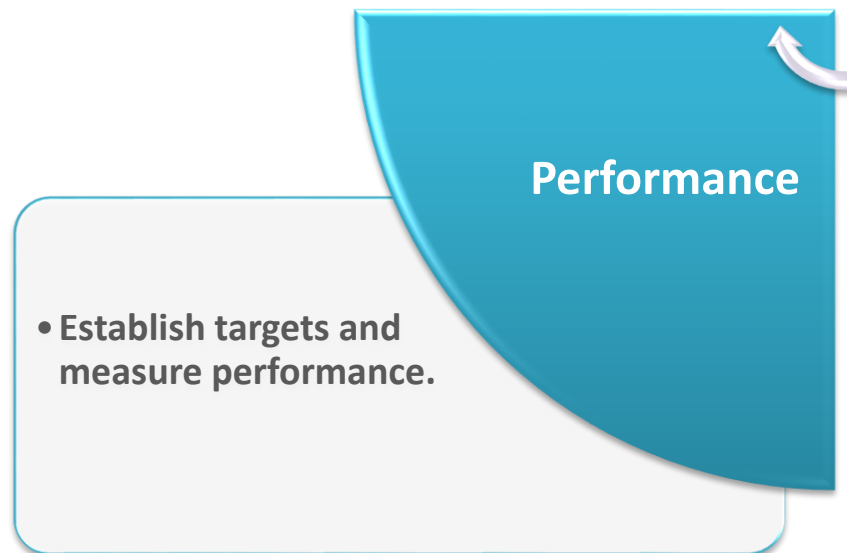 Performance
• Establish targets and
measure performance.